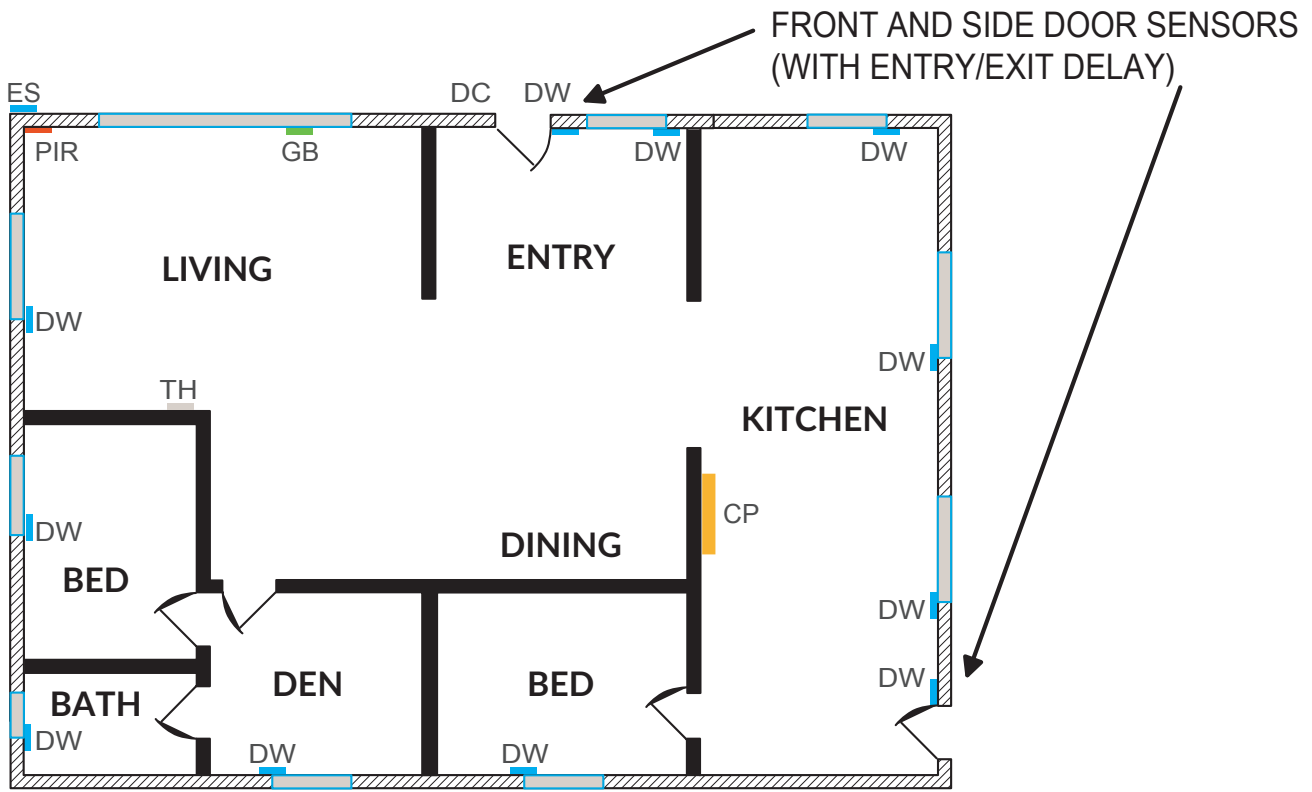 FRONT AND SIDE DOOR SENSORS
(WITH ENTRY/EXIT DELAY)
ES
DC
DW
PIR
GB
DW
DW
LIVING
ENTRY
DW
DW
TH
KITCHEN
CP
DW
DINING
BED
DW
DW
BATH
DEN
BED
DW
DW
DW